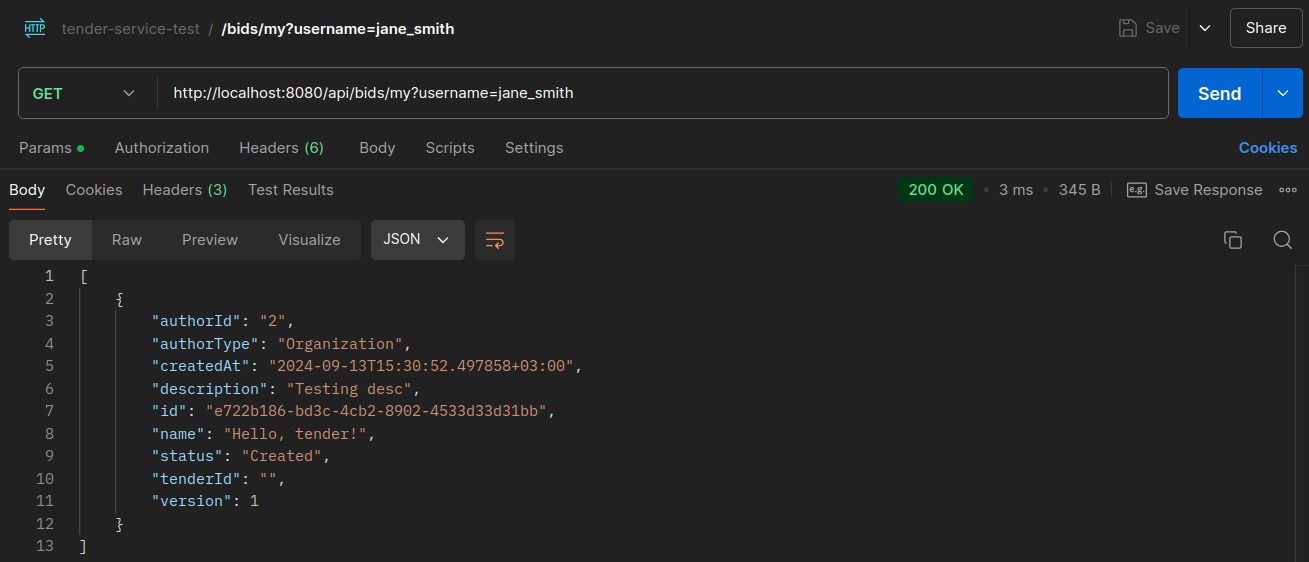 HTTP tender-service-test / /bids/my?username=jane_smith Save Share
GET http://localhost:8080/api/bids/my?username=jane_smith Send
Params Authorization Headers (6) Body Scripts Settings Cookies
Body Cookies Headers (3) Test Results 200 OK 3 ms 345 B e.g. Save Response
Pretty Raw Preview Visualize JSON
1 [
2 {
3 "authorId": "2",
4 "authorType": "Organization",
5 "createdAt": "2024-09-13T15:30:52.497858+03:00",
6 "description": "Testing desc",
7 "id": "e722b186-bd3c-4cb2-8902-4533d33d31bb",
8 "name": "Hello, tender!",
9 "status": "Created",
10 "tenderId": "",
11 "version": 1
12 }
13 ]